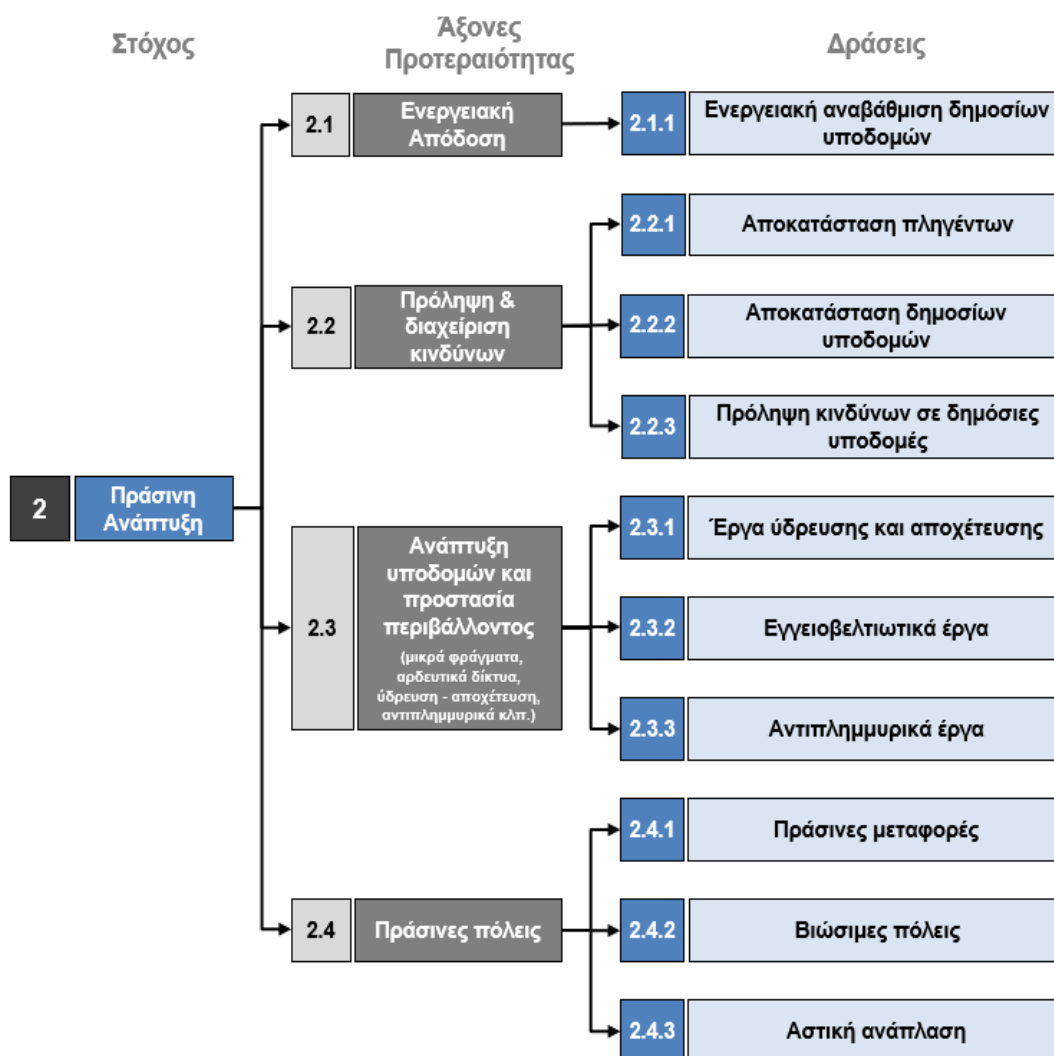 Στόχος
Άξονες
Προτεραιότητας
Δράσεις
2
Πράσινη
Ανάπτυξη
2.1
Ενεργειακή
Απόδοση
2.1.1
Ενεργειακή αναβάθμιση δημοσίων
υποδομών
2.2
Πρόληψη &
διαχείριση
κινδύνων
2.2.1
Αποκατάσταση πληγέντων
2.2.2
Αποκατάσταση δημοσίων
υποδομών
2.2.3
Πρόληψη κινδύνων σε δημόσιες
υποδομές
2.3
Ανάπτυξη
υποδομών και
προστασία
περιβάλλοντος
(μικρά φράγματα,
αρδευτικά δίκτυα,
ύδρευση - αποχέτευση,
αντιπλημμυρικά κλπ.)
2.3.1
Έργα ύδρευσης και αποχέτευσης
2.3.2
Εγγειοβελτιωτικά έργα
2.3.3
Αντιπλημμυρικά έργα
2.4
Πράσινες πόλεις
2.4.1
Πράσινες μεταφορές
2.4.2
Βιώσιμες πόλεις
2.4.3
Αστική ανάπλαση